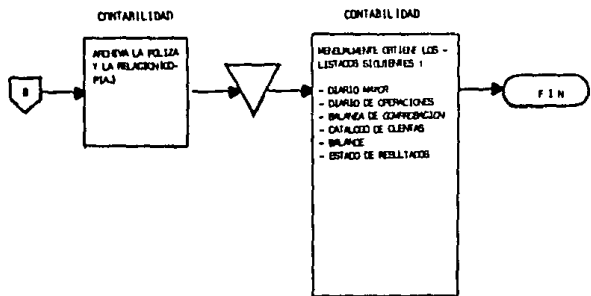 CONTABILIDAD
ARCHIVA LA POLIZA
Y LA RELACION(CO-
PIA.)
CONTABILIDAD
MENSUALMENTE OBTIENE LOS -
LISTADOS SIGUIENTES :
- DIARIO MAYOR
- DIARIO DE OPERACIONES
- BALANZA DE COMPROBACION
- CATALOGO DE CUENTAS
- BALANCE
- ESTADO DE RESULTADOS
F I N